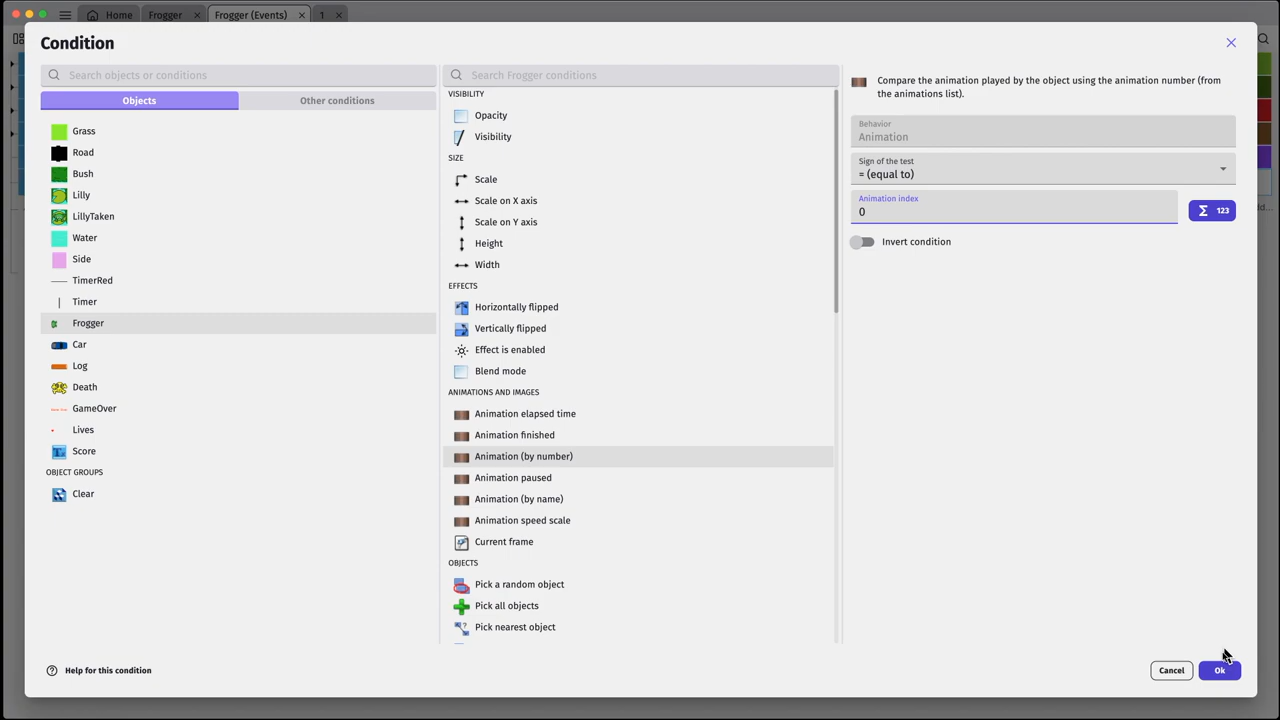 Home
Frogger
Frogger (Events)
1
Condition
Search objects or conditions
Objects
Other conditions
Grass
Road
Bush
Lilly
LillyTaken
Water
Side
TimerRed
Timer
Frogger
Car
Log
Death
GameOver
Lives
Score
OBJECT GROUPS
Clear
Search Frogger conditions
VISIBILITY
Opacity
Visibility
SIZE
Scale
Scale on X axis
Scale on Y axis
Height
Width
EFFECTS
Horizontally flipped
Vertically flipped
Effect is enabled
Blend mode
ANIMATIONS AND IMAGES
Animation elapsed time
Animation finished
Animation (by number)
Animation paused
Animation (by name)
Animation speed scale
Current frame
OBJECTS
Pick a random object
Pick all objects
Pick nearest object
Compare the animation played by the object using the animation number (from
the animations list).
Behavior
Animation
Sign of the test
= (equal to)
Animation index
0
Σ 123
Invert condition
Help for this condition
Cancel
Ok